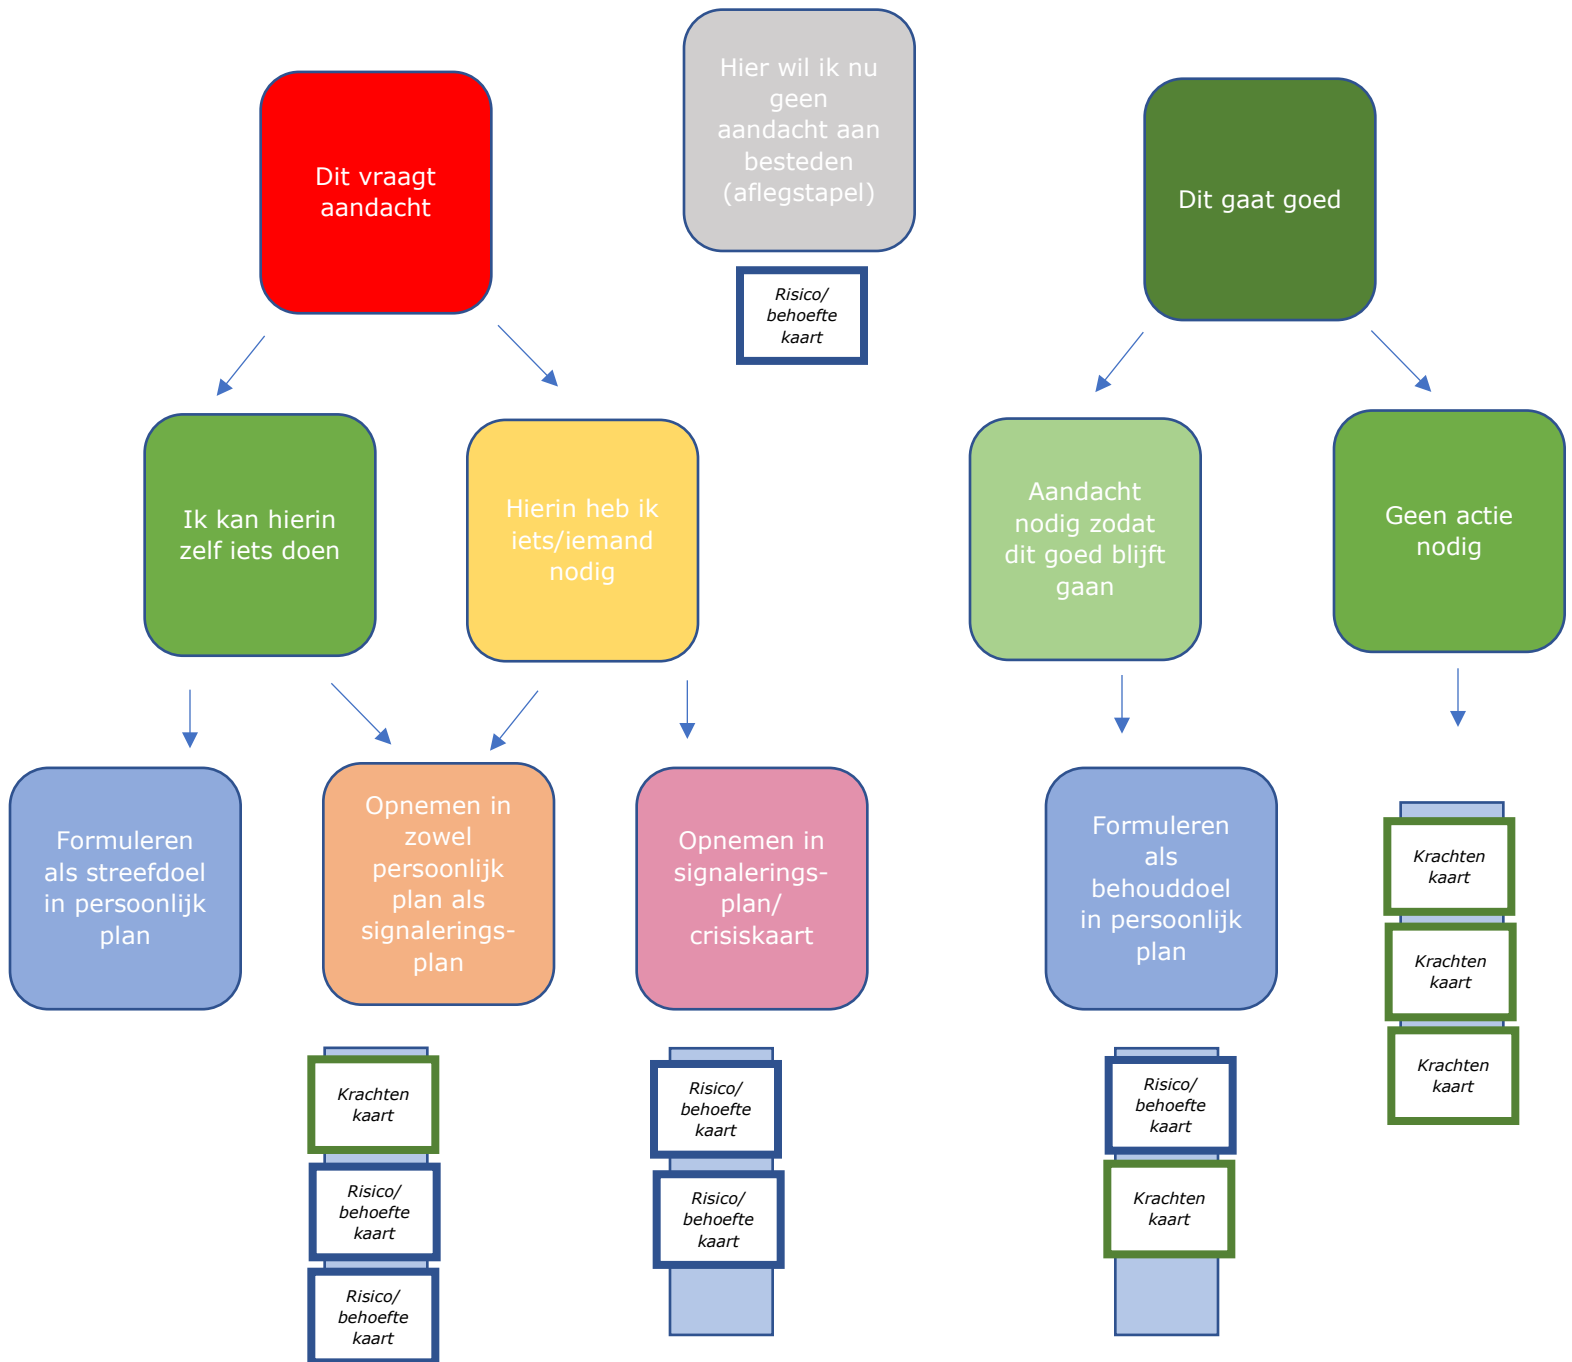 Hier wil ik nu
geen
aandacht aan
besteden
(aflegstapel)
Dit vraagt
aandacht
Dit gaat goed
Risico/
behoefte
kaart
Ik kan hierin
zelf iets doen
Hierin heb ik
iets/iemand
nodig
Aandacht
nodig zodat
dit goed blijft
gaan
Geen actie
nodig
Formuleren
als streefdoel
in persoonlijk
plan
Opnemen in
zowel
persoonlijk
plan als
signalerings-
plan
Opnemen in
signalerings-
plan/
crisiskaart
Formuleren
als
behouddoel
in persoonlijk
plan
Krachten
kaart
Krachten
kaart
Krachten
kaart
Krachten
kaart
Risico/
behoefte
kaart
Risico/
behoefte
kaart
Risico/
behoefte
kaart
Risico/
behoefte
kaart
Risico/
behoefte
kaart
Krachten
kaart